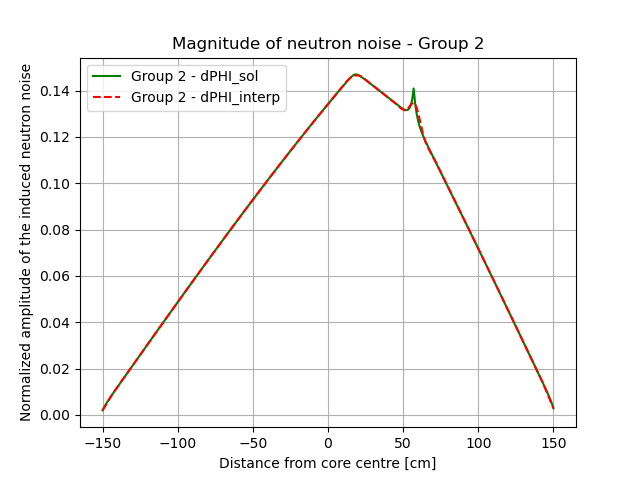 Magnitude of neutron noise - Group 2
Group 2 - dPHI_sol
Group 2 - dPHI_interp
Normalized amplitude of the induced neutron noise
0.14
0.12
0.10
0.08
0.06
0.04
0.02
0.00
−150 −100 −50 0 50 100 150
Distance from core centre [cm]